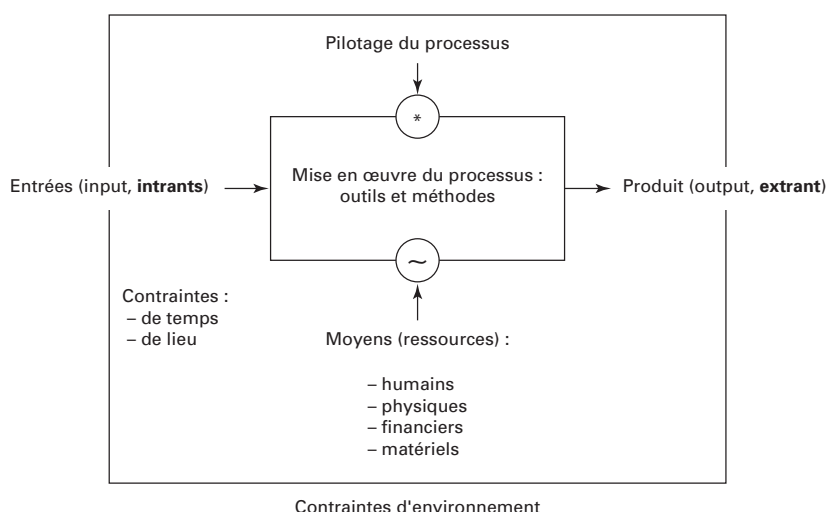 Pilotage du processus
*
Entrées (input, intrants)
Mise en œuvre du processus :
outils et méthodes
Produit (output, extrant)
~
Contraintes :
– de temps
– de lieu
Moyens (ressources) :
– humains
– physiques
– financiers
– matériels
Contraintes d'environnement